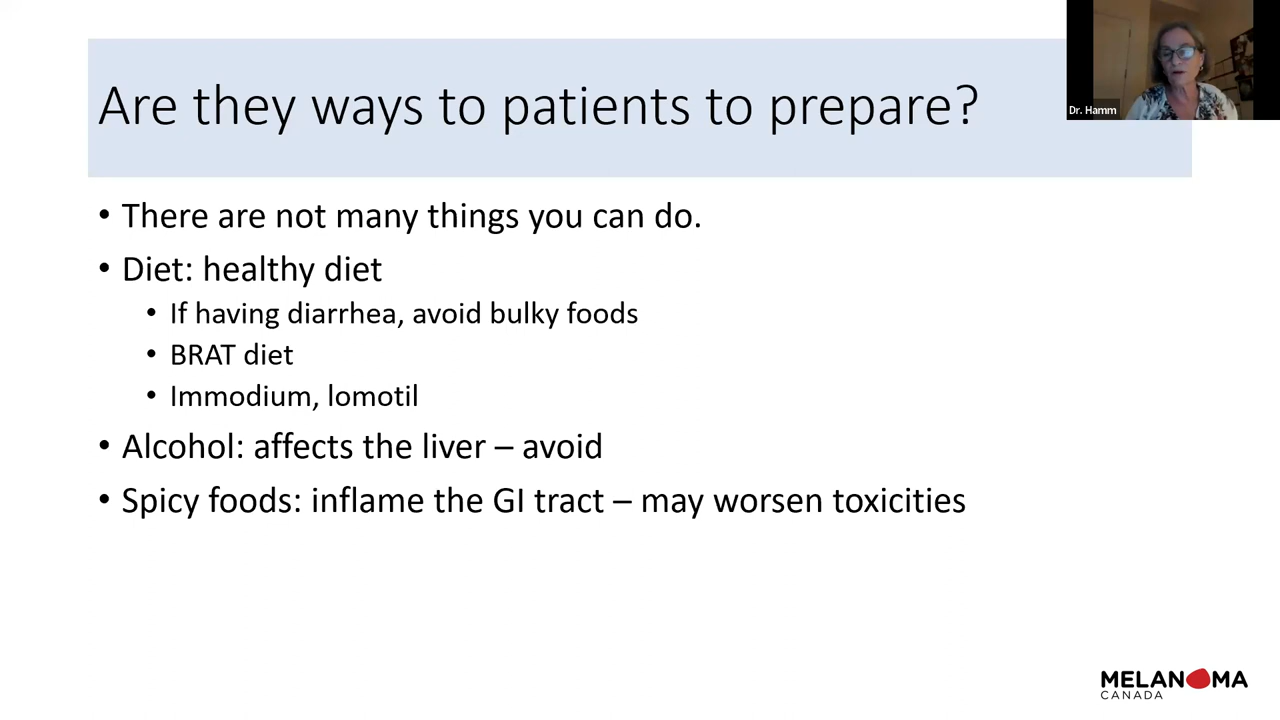 Are they ways to patients to prepare?
Dr. Hamm
• There are not many things you can do.
• Diet: healthy diet
• If having diarrhea, avoid bulky foods
• BRAT diet
• Immodium, lomotil
• Alcohol: affects the liver – avoid
• Spicy foods: inflame the GI tract – may worsen toxicities
MELANOMA
CANADA